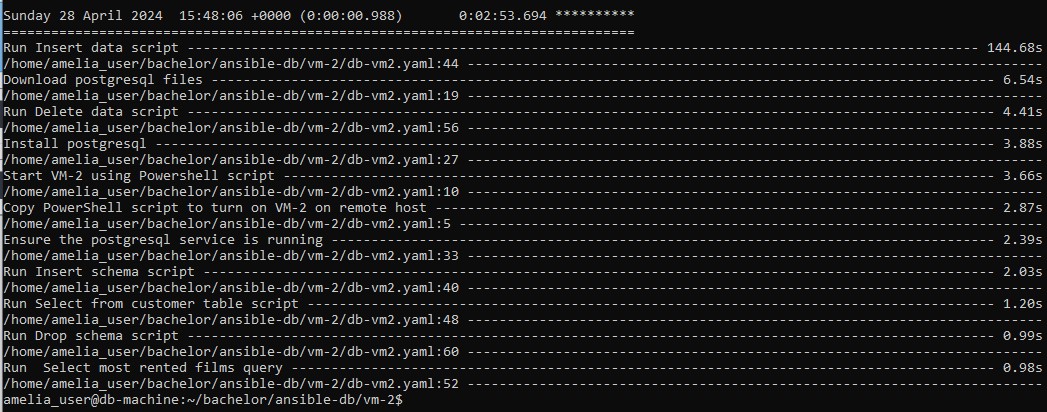 Sunday 28 April 2024  15:48:06 +0000 (0:00:00.988)       0:02:53.694 **********
===============================================================================
Run Insert data script --------------------------------------------------------------------------------------------------- 144.68s
/home/amelia_user/bachelor/ansible-db/vm-2/db-vm2.yaml:44 ------------------------------------------------------------------------
Download postgresql files -------------------------------------------------------------------------------------------------- 6.54s
/home/amelia_user/bachelor/ansible-db/vm-2/db-vm2.yaml:19 ------------------------------------------------------------------------
Run Delete data script ----------------------------------------------------------------------------------------------------- 4.41s
/home/amelia_user/bachelor/ansible-db/vm-2/db-vm2.yaml:56 ------------------------------------------------------------------------
Install postgresql --------------------------------------------------------------------------------------------------------- 3.88s
/home/amelia_user/bachelor/ansible-db/vm-2/db-vm2.yaml:27 ------------------------------------------------------------------------
Start VM-2 using Powershell script ----------------------------------------------------------------------------------------- 3.66s
/home/amelia_user/bachelor/ansible-db/vm-2/db-vm2.yaml:10 ------------------------------------------------------------------------
Copy PowerShell script to turn on VM-2 on remote host ---------------------------------------------------------------------- 2.87s
/home/amelia_user/bachelor/ansible-db/vm-2/db-vm2.yaml:5 -------------------------------------------------------------------------
Ensure the postgresql service is running ----------------------------------------------------------------------------------- 2.39s
/home/amelia_user/bachelor/ansible-db/vm-2/db-vm2.yaml:33 ------------------------------------------------------------------------
Run Insert schema script --------------------------------------------------------------------------------------------------- 2.03s
/home/amelia_user/bachelor/ansible-db/vm-2/db-vm2.yaml:40 ------------------------------------------------------------------------
Run Select from customer table script -------------------------------------------------------------------------------------- 1.20s
/home/amelia_user/bachelor/ansible-db/vm-2/db-vm2.yaml:48 ------------------------------------------------------------------------
Run Drop schema script ----------------------------------------------------------------------------------------------------- 0.99s
/home/amelia_user/bachelor/ansible-db/vm-2/db-vm2.yaml:60 ------------------------------------------------------------------------
Run  Select most rented films query ---------------------------------------------------------------------------------------- 0.98s
/home/amelia_user/bachelor/ansible-db/vm-2/db-vm2.yaml:52 ------------------------------------------------------------------------
amelia_user@db-machine:~/bachelor/ansible-db/vm-2$